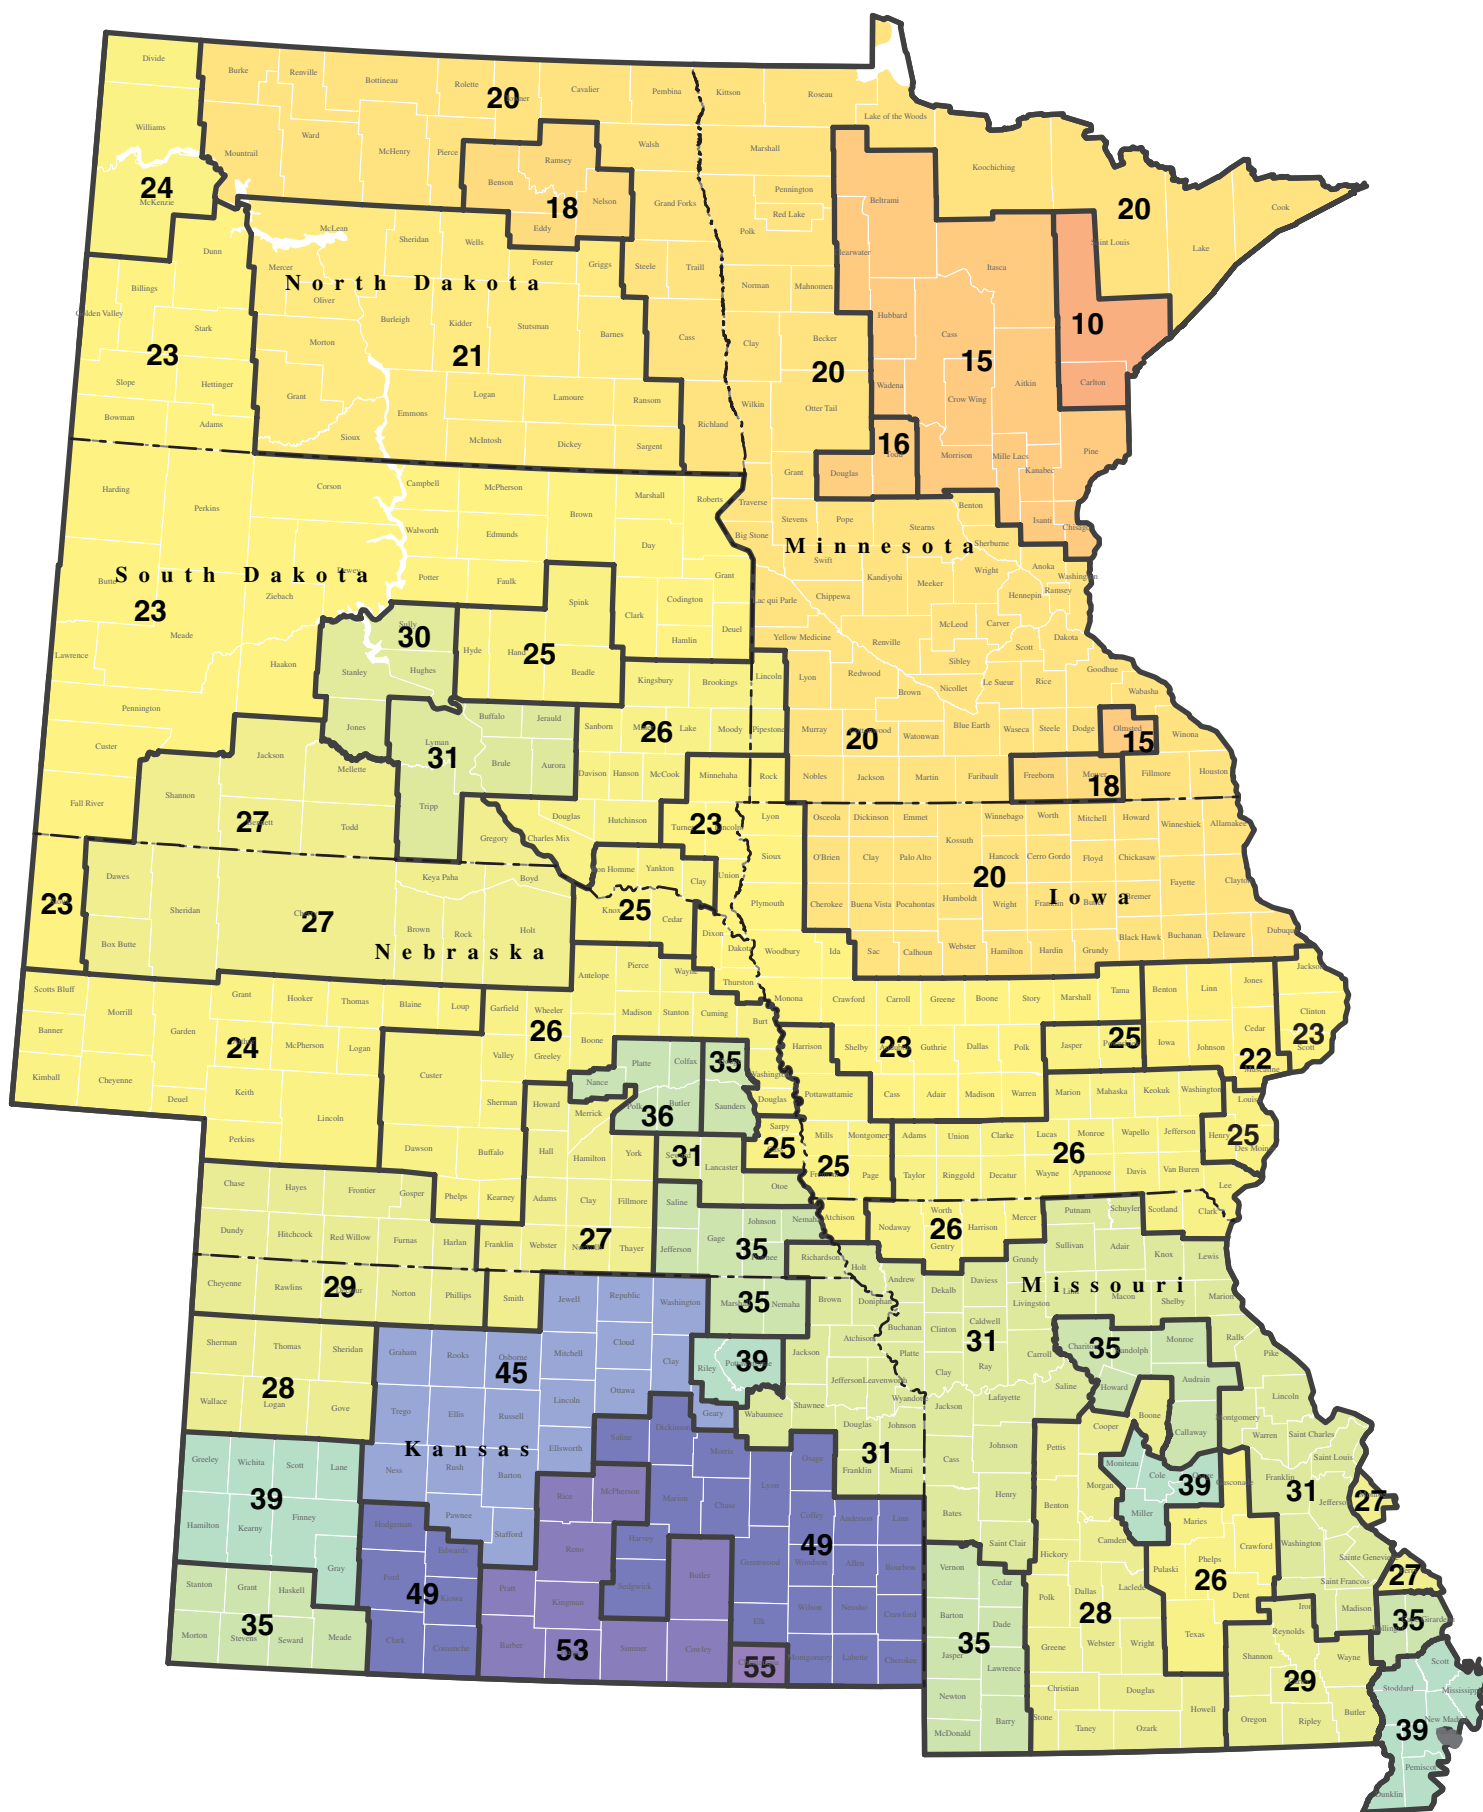 Divide
Burke
Renville
Bottineau
Rolette
20
Cavalier
Pembina
Kittson
Roseau
Lake of the Woods
Williams
Mountrail
Ward
McHenry
Pierce
Ramsey
Benson
Nelson
Walsh
Grand Forks
Marshall
Pennington
Red Lake
Polk
Beltrami
Koochiching
20
Saint Louis
Lake
Cook
24
McKenzie
18
Eddy
McLean
Sheridan
Wells
Foster
Griggs
Steele
Traill
Norman
Mahnomen
Clearwater
Itasca
Dunn
Mercer
North Dakota
Oliver
Billings
Golden Valley
Stark
Burleigh
Kidder
Stutsman
Barnes
Cass
Clay
Becker
Hubbard
Cass
10
23
Morton
21
20
15
Slope
Hettinger
Grant
Logan
Lamoure
Ransom
Wilkin
Otter Tail
Wadena
Crow Wing
Aitkin
Carlton
Bowman
Adams
Sioux
Emmons
McIntosh
Dickey
Sargent
Richland
Grant
Douglas
16
Todd
Morrison
Mille Lacs
Kanabec
Pine
Harding
Perkins
Corson
Campbell
McPherson
Brown
Marshall
Roberts
Traverse
Stevens
Pope
Stearns
Benton
Isanti
Chisago
Walworth
Edmunds
Day
Big Stone
Minnesota
Sherburne
Butte
South Dakota
Dewey
Ziebach
Potter
Faulk
Grant
Swift
Kandiyohi
Meeker
Wright
Anoka
Washington
Hennepin
Ramsey
23
Meade
Sully
30
Spink
Clark
Codington
Hamlin
Deuel
Lac qui Parle
Chippewa
Yellow Medicine
Renville
McLeod
Carver
Scott
Dakota
Lawrence
Haakon
Stanley
Hughes
Hyde
Hand
25
Beadle
Kingsbury
Brookings
Lincoln
Lyon
Redwood
Brown
Sibley
Nicollet
Le Sueur
Rice
Goodhue
Wabasha
Pennington
Jones
Lyman
Buffalo
Jerauld
Sanborn
26
Lake
Moody
Pipestone
Murray
20
Watonwan
Blue Earth
Waseca
Steele
Dodge
Olmsted
15
Winona
Custer
Jackson
Mellette
31
Brule
Aurora
Davison
Hanson
McCook
Minnehaha
Rock
Nobles
Jackson
Martin
Faribault
Freeborn
Mower
18
Fillmore
Houston
Fall River
Shannon
27
Bennett
Todd
Tripp
Gregory
Charles Mix
Douglas
Hutchinson
Turner
23
Lincoln
Lyon
Osceola
Dickinson
Emmet
Kossuth
Winnebago
Worth
Mitchell
Howard
Winneshiek
Allamakee
Bon Homme
Yankton
Clay
Union
Sioux
O'Brien
Clay
Palo Alto
Hancock
Cerro Gordo
Floyd
Chickasaw
Fayette
Clayton
23
Dawes
Sheridan
Cherry
27
Keya Paha
Boyd
Knox
25
Cedar
Plymouth
Cherokee
Buena Vista
Pocahontas
Humboldt
20
Wright
Franklin
Iowa
Butler
Bremer
Box Butte
Brown
Rock
Holt
Nebraska
Dixon
Dakota
Woodbury
Ida
Sac
Calhoun
Webster
Hamilton
Hardin
Grundy
Black Hawk
Buchanan
Delaware
Dubuque
Scotts Bluff
Morrill
Grant
Hooker
Thomas
Blaine
Loup
Garfield
Wheeler
Antelope
Pierce
Wayne
Thurston
Monona
Crawford
Carroll
Greene
Boone
Story
Marshall
Tama
Benton
Linn
Jones
Jackson
Banner
Garden
24
Arthur
McPherson
Logan
Valley
26
Greeley
Boone
Madison
Stanton
Cuming
Burt
Harrison
Shelby
23
Audubon
Guthrie
Dallas
Polk
Jasper
25
Poweshiek
Iowa
Johnson
Cedar
22
Muscatine
Clinton
23
Scott
Kimball
Cheyenne
Deuel
Keith
Lincoln
Custer
Sherman
Howard
Nance
Platte
Colfax
35
Washington
Douglas
Pottawattamie
Cass
Adair
Madison
Warren
Marion
Mahaska
Keokuk
Washington
Louisa
Perkins
Dawson
Buffalo
Hall
Merrick
Polk
36
Butler
Saunders
Sarpy
25
Mills
Montgomery
Adams
Union
Clarke
Lucas
Monroe
Wapello
Jefferson
Henry
25
Des Moines
Hamilton
York
Seward
31
Lancaster
Otoe
25
Fremont
Page
Taylor
Ringgold
Decatur
Wayne
26
Appanoose
Davis
Van Buren
Lee
Chase
Hayes
Frontier
Gosper
Phelps
Kearney
Adams
Clay
Fillmore
Saline
Dundy
Hitchcock
Red Willow
Furnas
Harlan
Franklin
Webster
Nuckolls
27
Thayer
Jefferson
Gage
Johnson
35
Pawnee
Nemaha
Richardson
Atchison
Nodaway
Worth
26
Gentry
Harrison
Mercer
Putnam
Schuyler
Scotland
Clark
Holt
Andrew
Grundy
Sullivan
Adair
Knox
Lewis
Cheyenne
Rawlins
29
Decatur
Norton
Phillips
Smith
Jewell
Republic
Washington
Marshall
35
Nemaha
Brown
Doniphan
Dekalb
Daviess
Livingston
Missouri
Linn
Macon
Shelby
Marion
Sherman
Thomas
Sheridan
Graham
Rooks
Osborne
45
Mitchell
Cloud
Clay
Riley
39
Pottawatomie
Jackson
Atchison
Buchanan
Clinton
Caldwell
31
Ray
Carroll
Chariton
35
Randolph
Monroe
Ralls
Pike
28
Wallace
Logan
Gove
Trego
Ellis
Russell
Lincoln
Ottawa
Geary
Wabaunsee
Shawnee
Jefferson
Leavenworth
Wyandotte
Platte
Clay
Jackson
Lafayette
Saline
Howard
Boone
Audrain
Callaway
Montgomery
Lincoln
Warren
Saint Charles
Saint Louis
Greeley
Wichita
Scott
Lane
Ness
Kansas
Rush
Barton
Ellsworth
Saline
Dickinson
Morris
Osage
Douglas
Johnson
31
Franklin
Miami
Cass
Johnson
Pettis
Cooper
Moniteau
Cole
39
Osage
Gasconade
Franklin
31
Jefferson
27
39
Hamilton
Kearny
Finney
Hodgeman
Pawnee
Stafford
Rice
McPherson
Marion
Chase
Lyon
Coffey
Anderson
Linn
Bates
Henry
Benton
Morgan
Miller
Camden
Maries
Crawford
Washington
Gray
Edwards
Ford
Kiowa
49
Reno
Harvey
Sedgwick
Butler
Greenwood
49
Woodson
Allen
Bourbon
Saint Clair
Hickory
Vernon
Cedar
Polk
Dallas
Laclede
Pulaski
Phelps
26
Dent
Sainte Genevieve
Saint Francois
27
Stanton
Grant
Haskell
35
Morton
Stevens
Seward
Meade
Clark
Comanche
Pratt
Kingman
Barber
53
Sumner
Cowley
Elk
55
Wilson
Neosho
Crawford
Montgomery
Labette
Cherokee
Barton
Dade
35
Jasper
Lawrence
28
Greene
Webster
Wright
Texas
Iron
Reynolds
Madison
Wayne
35
Bollinger
Cape Girardeau
Shannon
29
Scott
Stoddard
Mississippi
Newton
McDonald
Barry
Christian
Stone
Taney
Douglas
Ozark
Howell
Oregon
Ripley
Butler
39
New Madrid
Pemiscot
Dunklin